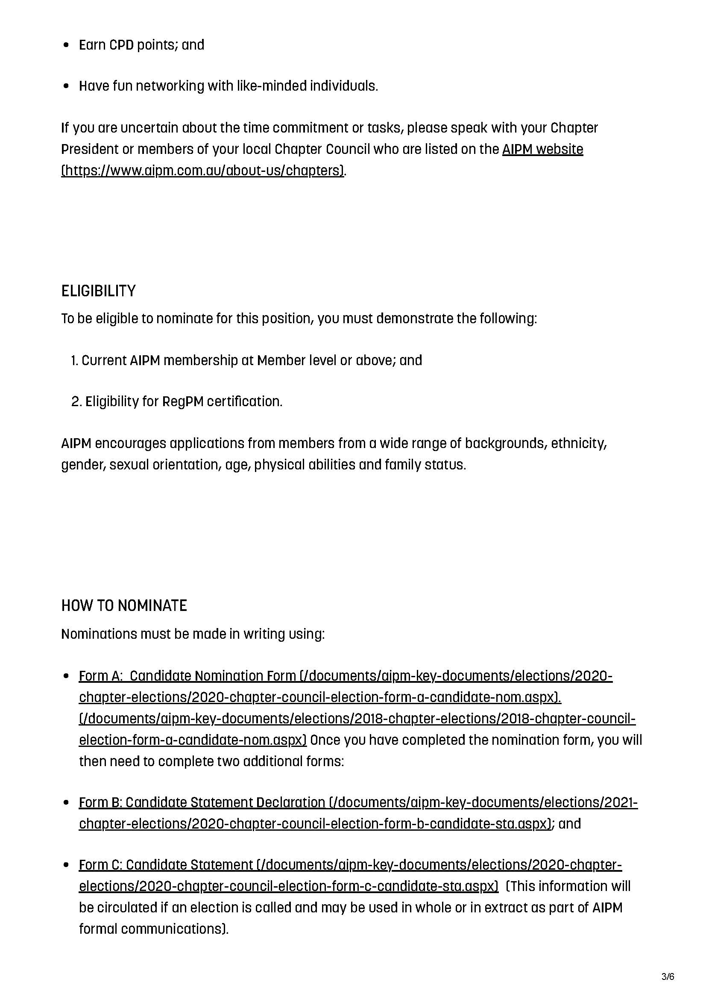 • Earn CPD points; and
• Have fun networking with like-minded individuals.
If you are uncertain about the time commitment or tasks, please speak with your Chapter
President or members of your local Chapter Council who are listed on the AIPM website
(https://www.aipm.com.au/about-us/chapters).
ELIGIBILITY
To be eligible to nominate for this position, you must demonstrate the following:
1. Current AIPM membership at Member level or above; and
2. Eligibility for RegPM certification.
AIPM encourages applications from members from a wide range of backgrounds, ethnicity,
gender, sexual orientation, age, physical abilities and family status.
HOW TO NOMINATE
Nominations must be made in writing using:
• Form A:  Candidate Nomination Form (/documents/aipm-key-documents/elections/2020-
chapter-elections/2020-chapter-council-election-form-a-candidate-nom.aspx).
(/documents/aipm-key-documents/elections/2018-chapter-elections/2018-chapter-council-
election-form-a-candidate-nom.aspx) Once you have completed the nomination form, you will
then need to complete two additional forms:
• Form B: Candidate Statement Declaration (/documents/aipm-key-documents/elections/2021-
chapter-elections/2020-chapter-council-election-form-b-candidate-sta.aspx); and
• Form C: Candidate Statement (/documents/aipm-key-documents/elections/2020-chapter-
elections/2020-chapter-council-election-form-c-candidate-sta.aspx)  (This information will
be circulated if an election is called and may be used in whole or in extract as part of AIPM
formal communications).
3/6